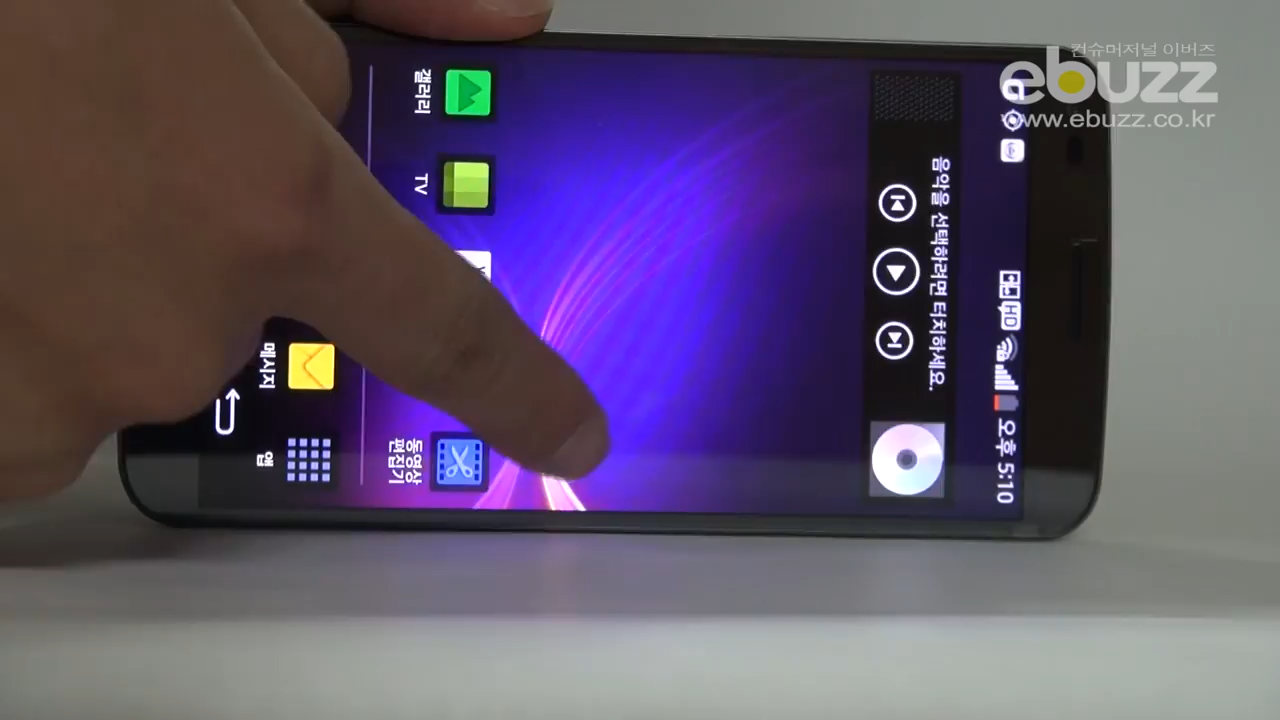 컨슈머저널 이버즈
ebuzz
www.ebuzz.co.kr
HD
오후 5:10
음악을 선택하려면 터치하세요.
갤러리
TV
동영상
편집기
메시지
앱